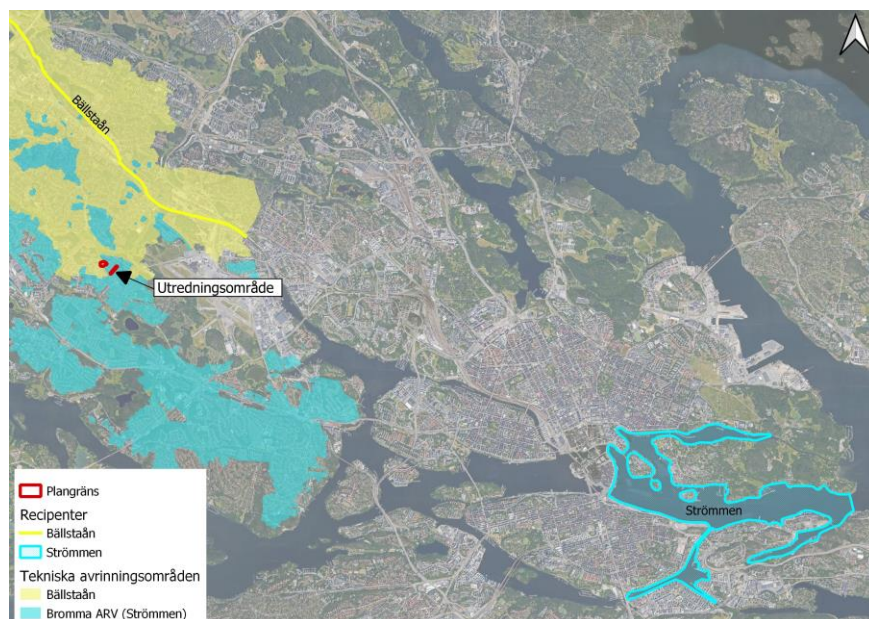 Bällstaån
Utredningsområde
Strömmen
Plangräns
Recipenter
Bällstaån
Strömmen
Tekniska avrinningsområden
Bällstaån
Bromma ARV (Strömmen)